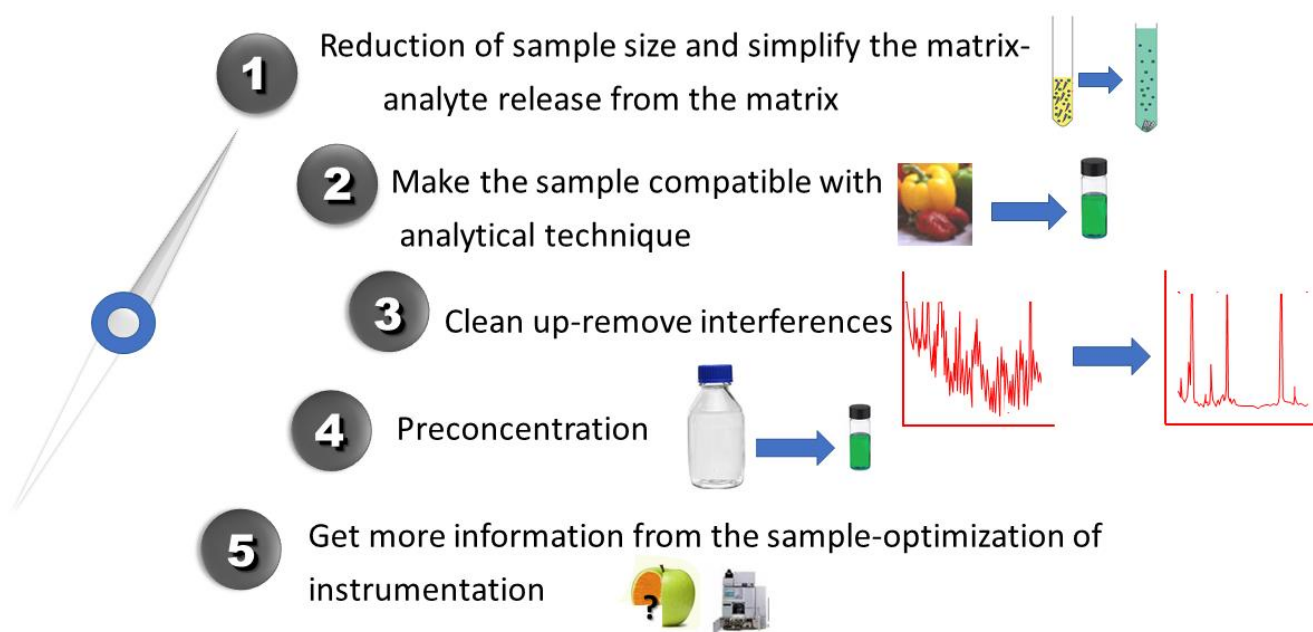 1
Reduction of sample size and simplify the matrix-
analyte release from the matrix
2
Make the sample compatible with
analytical technique
3
Clean up-remove interferences
4
Preconcentration
5
Get more information from the sample-optimization of
instrumentation
?